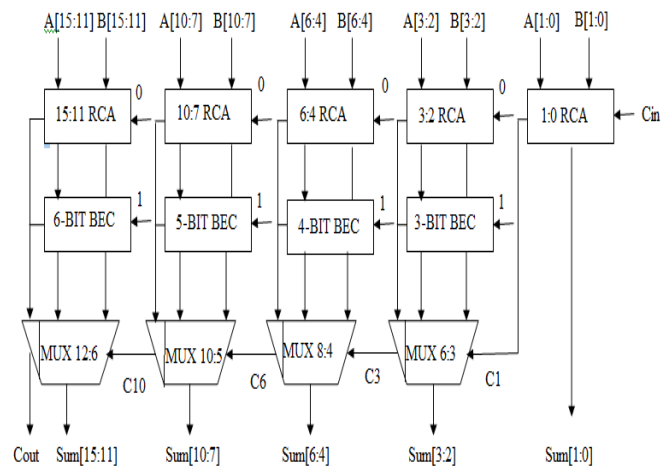 A[15:11] B[15:11] A[10:7] B[10:7] A[6:4] B[6:4] A[3:2] B[3:2] A[1:0] B[1:0]
0 0 0 0
15:11 RCA 10:7 RCA 6:4 RCA 3:2 RCA 1:0 RCA Cin
1 1 1 1
6-BIT BEC 5-BIT BEC 4-BIT BEC 3-BIT BEC
MUX 12:6 MUX 10:5 MUX 8:4 MUX 6:3
C10 C6 C3 C1
Cout Sum[15:11] Sum[10:7] Sum[6:4] Sum[3:2] Sum[1:0]